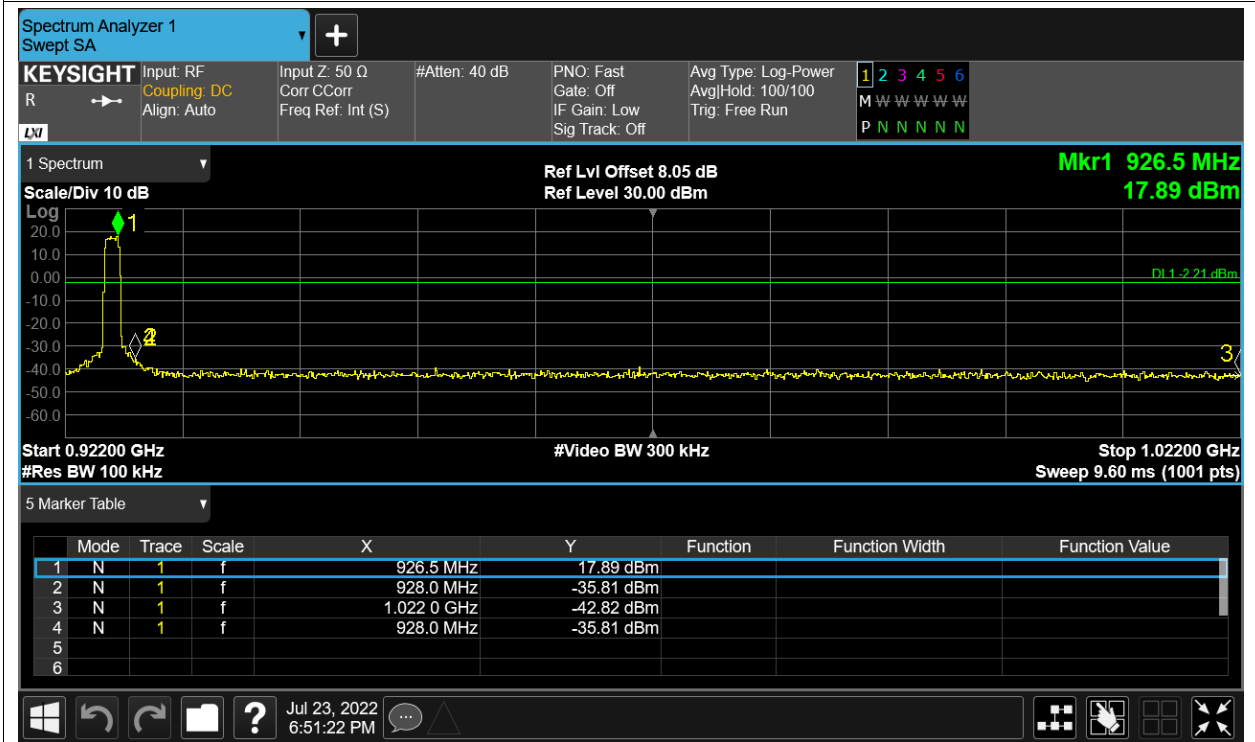 Spectrum Analyzer 1
Swept SA
+
KEYSIGHT Input: RF Input Z: 50 Ω #Atten: 40 dB PNO: Fast Avg Type: Log-Power 1 2 3 4 5 6
R Coupling: DC Corr CCorr Gate: Off Avg|Hold: 100/100 M W W W W W
Align: Auto Freq Ref: Int (S) IF Gain: Low Trig: Free Run
LXI Sig Track: Off P N N N N N
1 Spectrum Ref Lvl Offset 8.05 dB Mkr1 926.5 MHz
Scale/Div 10 dB Ref Level 30.00 dBm 17.89 dBm
Log
1
20.0
10.0
0.00 DL1 -2.21 dBm
-10.0
-20.0
-30.0 3
-40.0
-50.0
-60.0
Start 0.92200 GHz #Video BW 300 kHz Stop 1.02200 GHz
#Res BW 100 kHz Sweep 9.60 ms (1001 pts)
5 Marker Table
Mode Trace Scale X Y Function Function Width Function Value
1 N 1 f 926.5 MHz 17.89 dBm
2 N 1 f 928.0 MHz -35.81 dBm
3 N 1 f 1.022 0 GHz -42.82 dBm
4 N 1 f 928.0 MHz -35.81 dBm
5
6
? Jul 23, 2022
6:51:22 PM